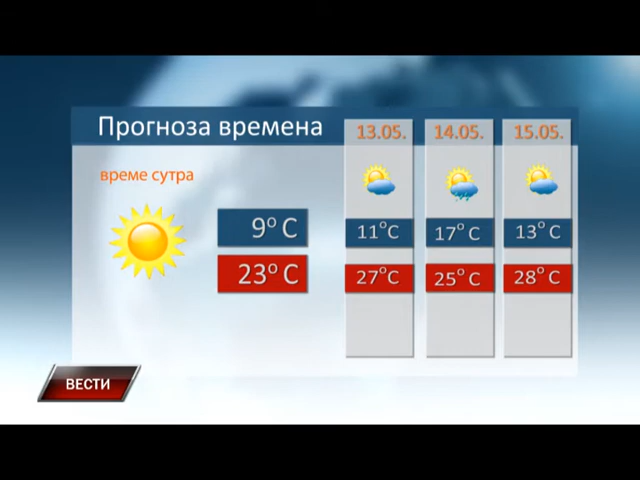 Прогноза времена
време сутра
9° C
23° C
13.05.
11°C
27°C
14.05.
17°C
25°C
15.05.
13°C
28°C
ВЕСТИ